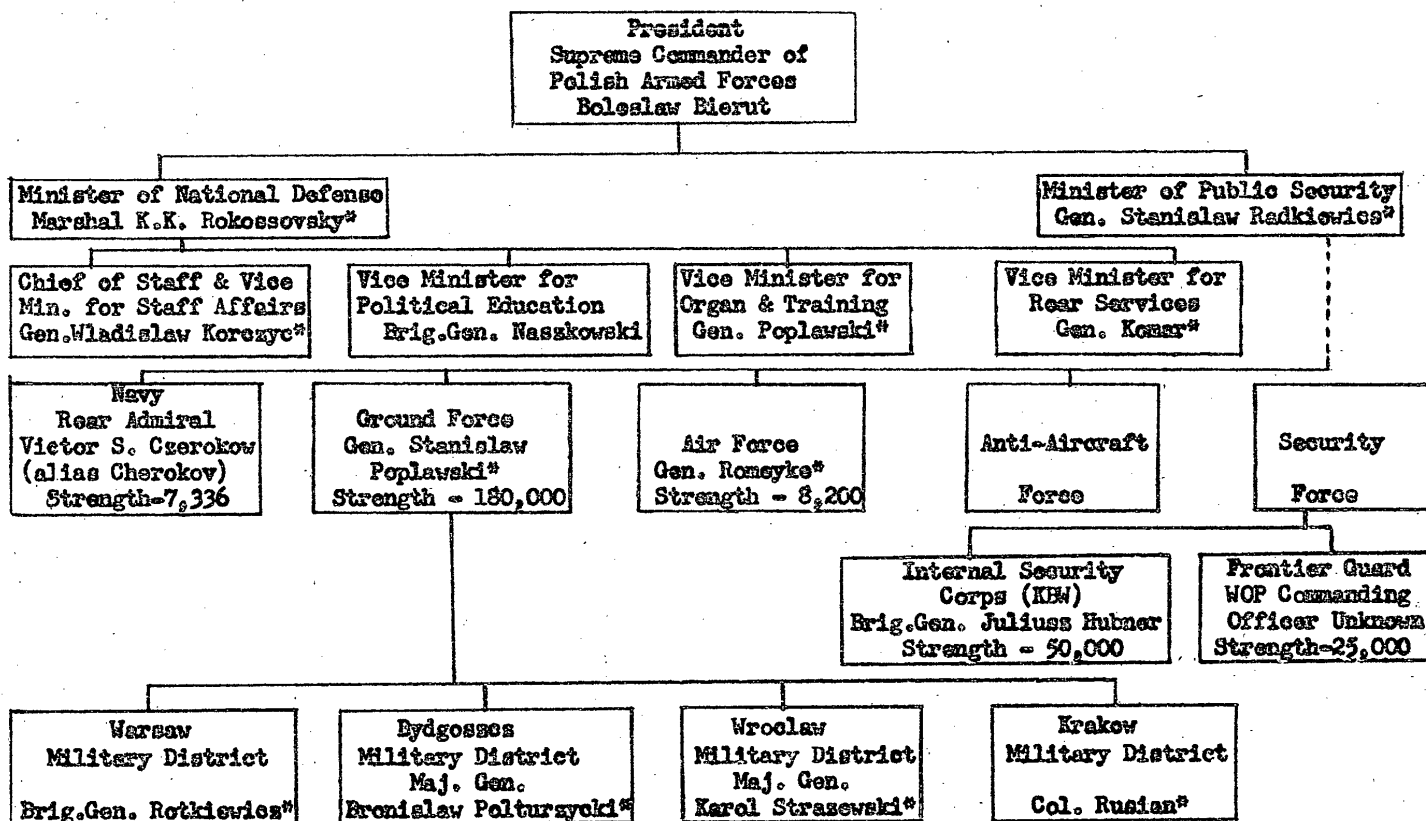 President
Supreme Commander of
Polish Armed Forces
Boleslaw Bierut
Minister of National Defense
Marshal K.K. Rokossovsky*
Minister of Public Security
Gen. Stanislaw Radkiewics*
Chief of Staff & Vice
Min. for Staff Affairs
Gen.Wladislaw Korczyc*
Vice Minister for
Political Education
Brig.Gen. Naszkowski
Vice Minister for
Organ & Training
Gen. Poplawski*
Vice Minister for
Rear Services
Gen. Komar*
Navy
Rear Admiral
Victor S. Czerokow
(alias Cherokov)
Strength-7,336
Ground Force
Gen. Stanislaw
Poplawski*
Strength - 180,000
Air Force
Gen. Romeyko*
Strength - 8,200
Anti-Aircraft
Force
Security
Force
Internal Security
Corps (KBW)
Brig.Gen. Juliusz Hubner
Strength - 50,000
Frontier Guard
WOP Commanding
Officer Unknown
Strength-25,000
Warsaw
Military District
Brig.Gen. Rotkiewics*
Bydgoszcz
Military District
Maj. Gen.
Bronislaw Polturzycki*
Wroclaw
Military District
Maj. Gen.
Karol Strazewski*
Krakow
Military District
Col. Rusian*